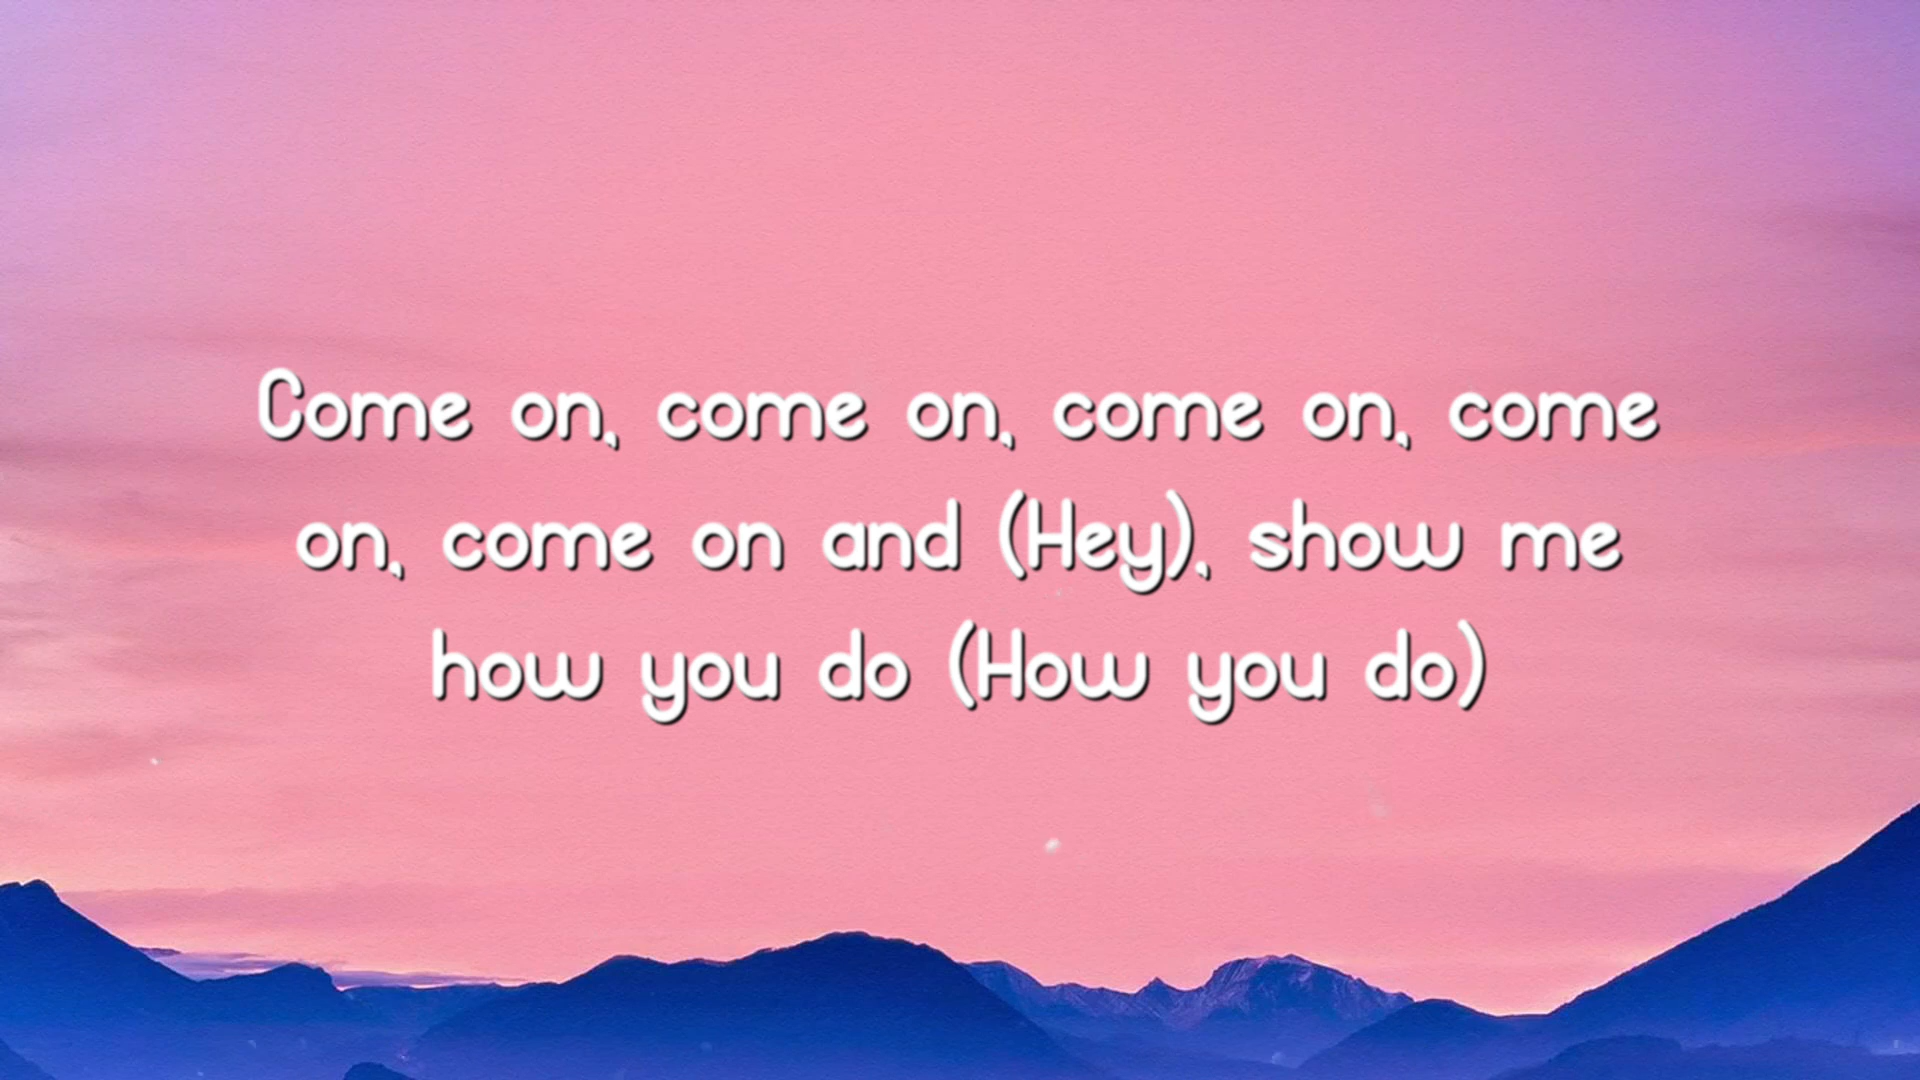 Come on, come on, come on, come
on, come on and (Hey), show me
how you do (How you do)